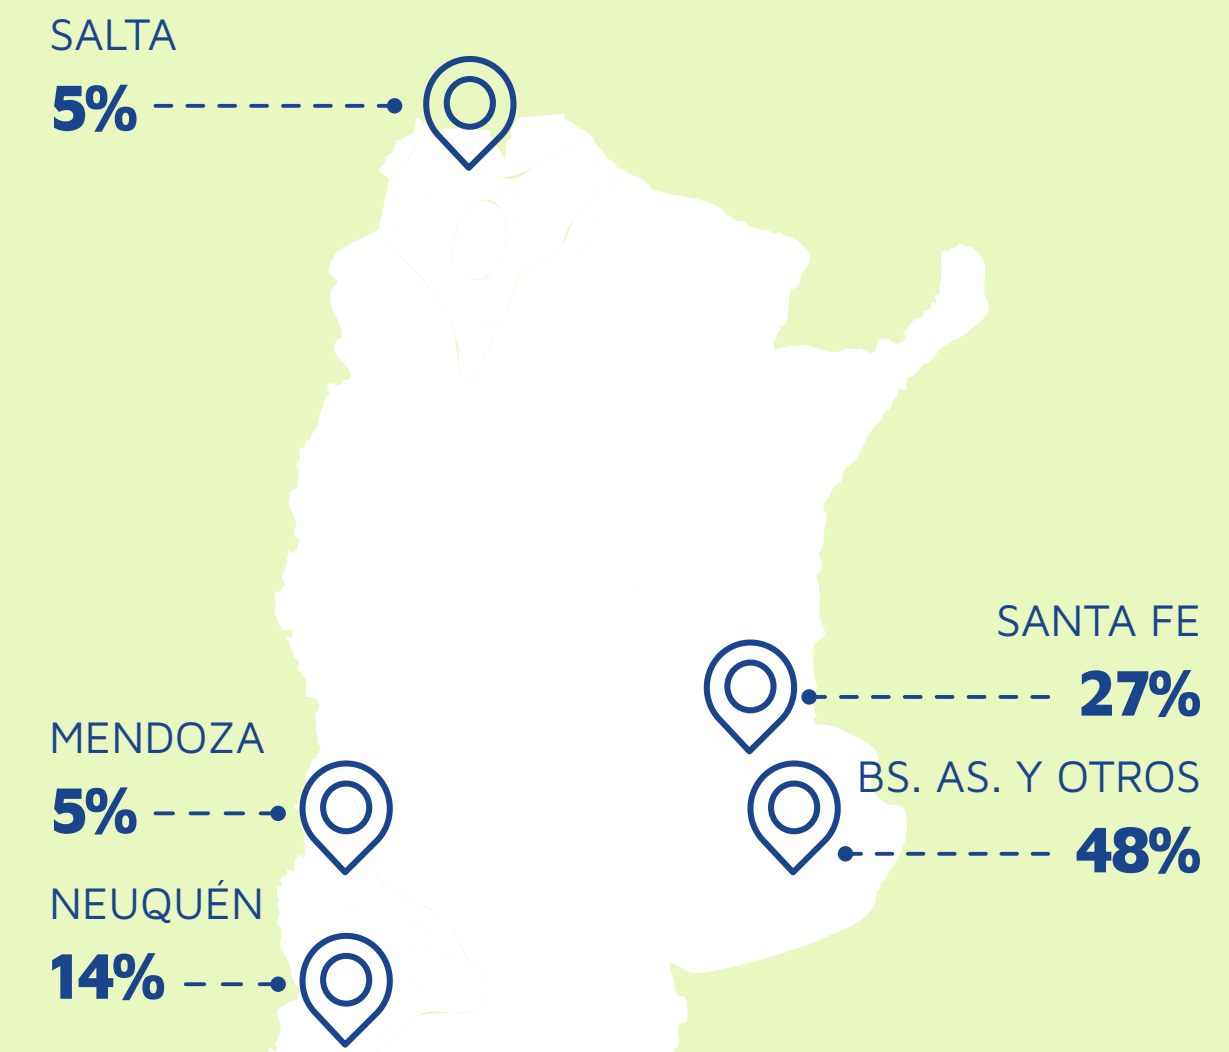 SALTA
5%
SANTA FE
27%
MENDOZA
5%
BS. AS. Y OTROS
48%
NEUQUÉN
14%